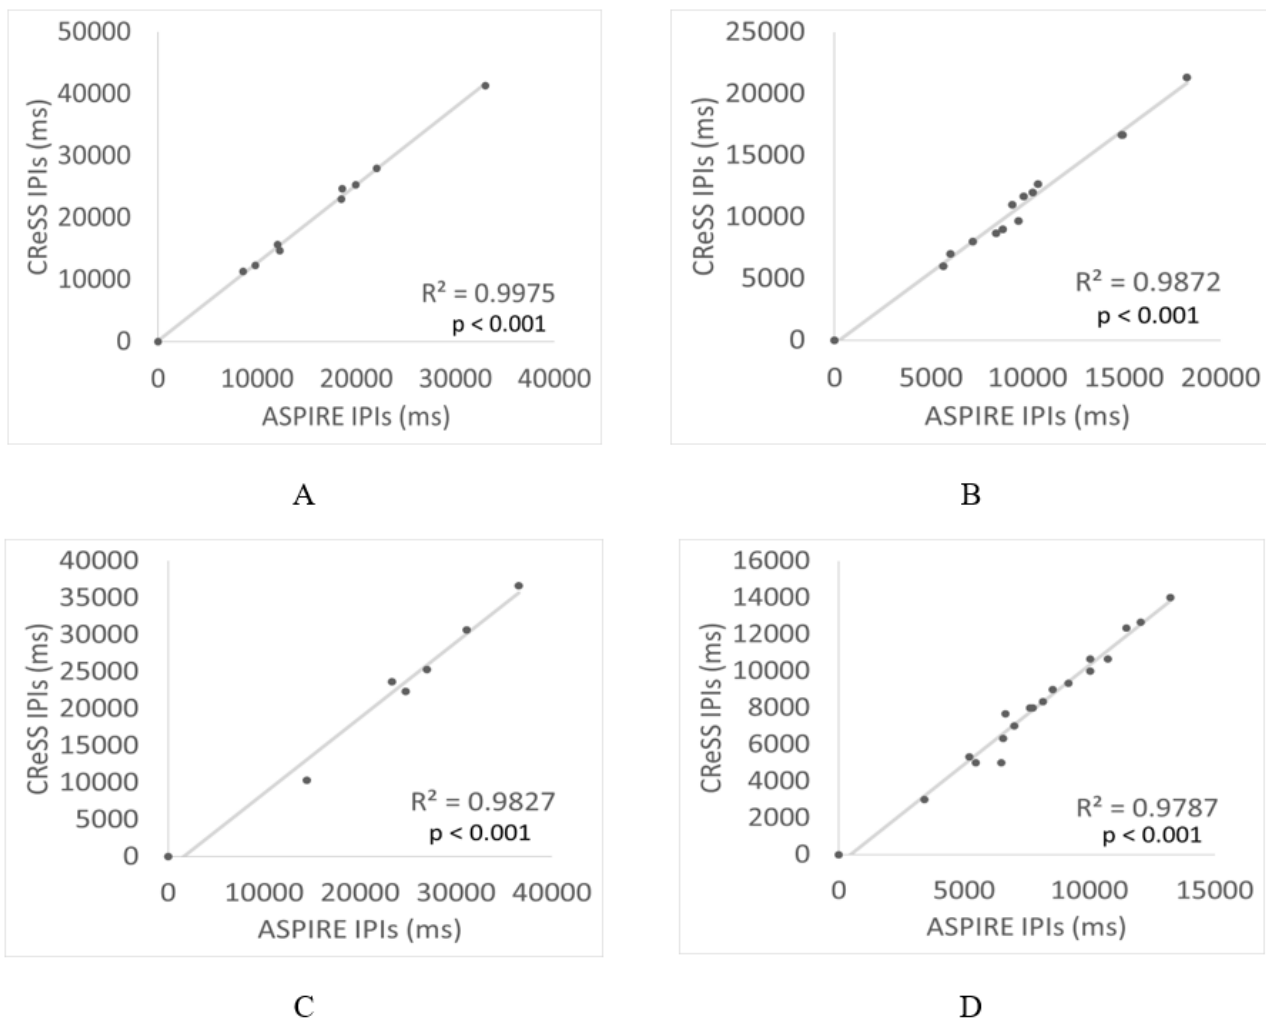 50000
40000
30000
20000
10000
0
CReSS IPIs (ms)
R² = 0.9975
p < 0.001
0 10000 20000 30000 40000
ASPIRE IPIs (ms)
A
25000
20000
15000
10000
5000
0
CReSS IPIs (ms)
R² = 0.9872
p < 0.001
0 5000 10000 15000 20000
ASPIRE IPIs (ms)
B
40000
35000
30000
25000
20000
15000
10000
5000
0
CReSS IPIs (ms)
R² = 0.9827
p < 0.001
0 10000 20000 30000 40000
ASPIRE IPIs (ms)
C
16000
14000
12000
10000
8000
6000
4000
2000
0
CReSS IPIs (ms)
R² = 0.9787
p < 0.001
0 5000 10000 15000
ASPIRE IPIs (ms)
D